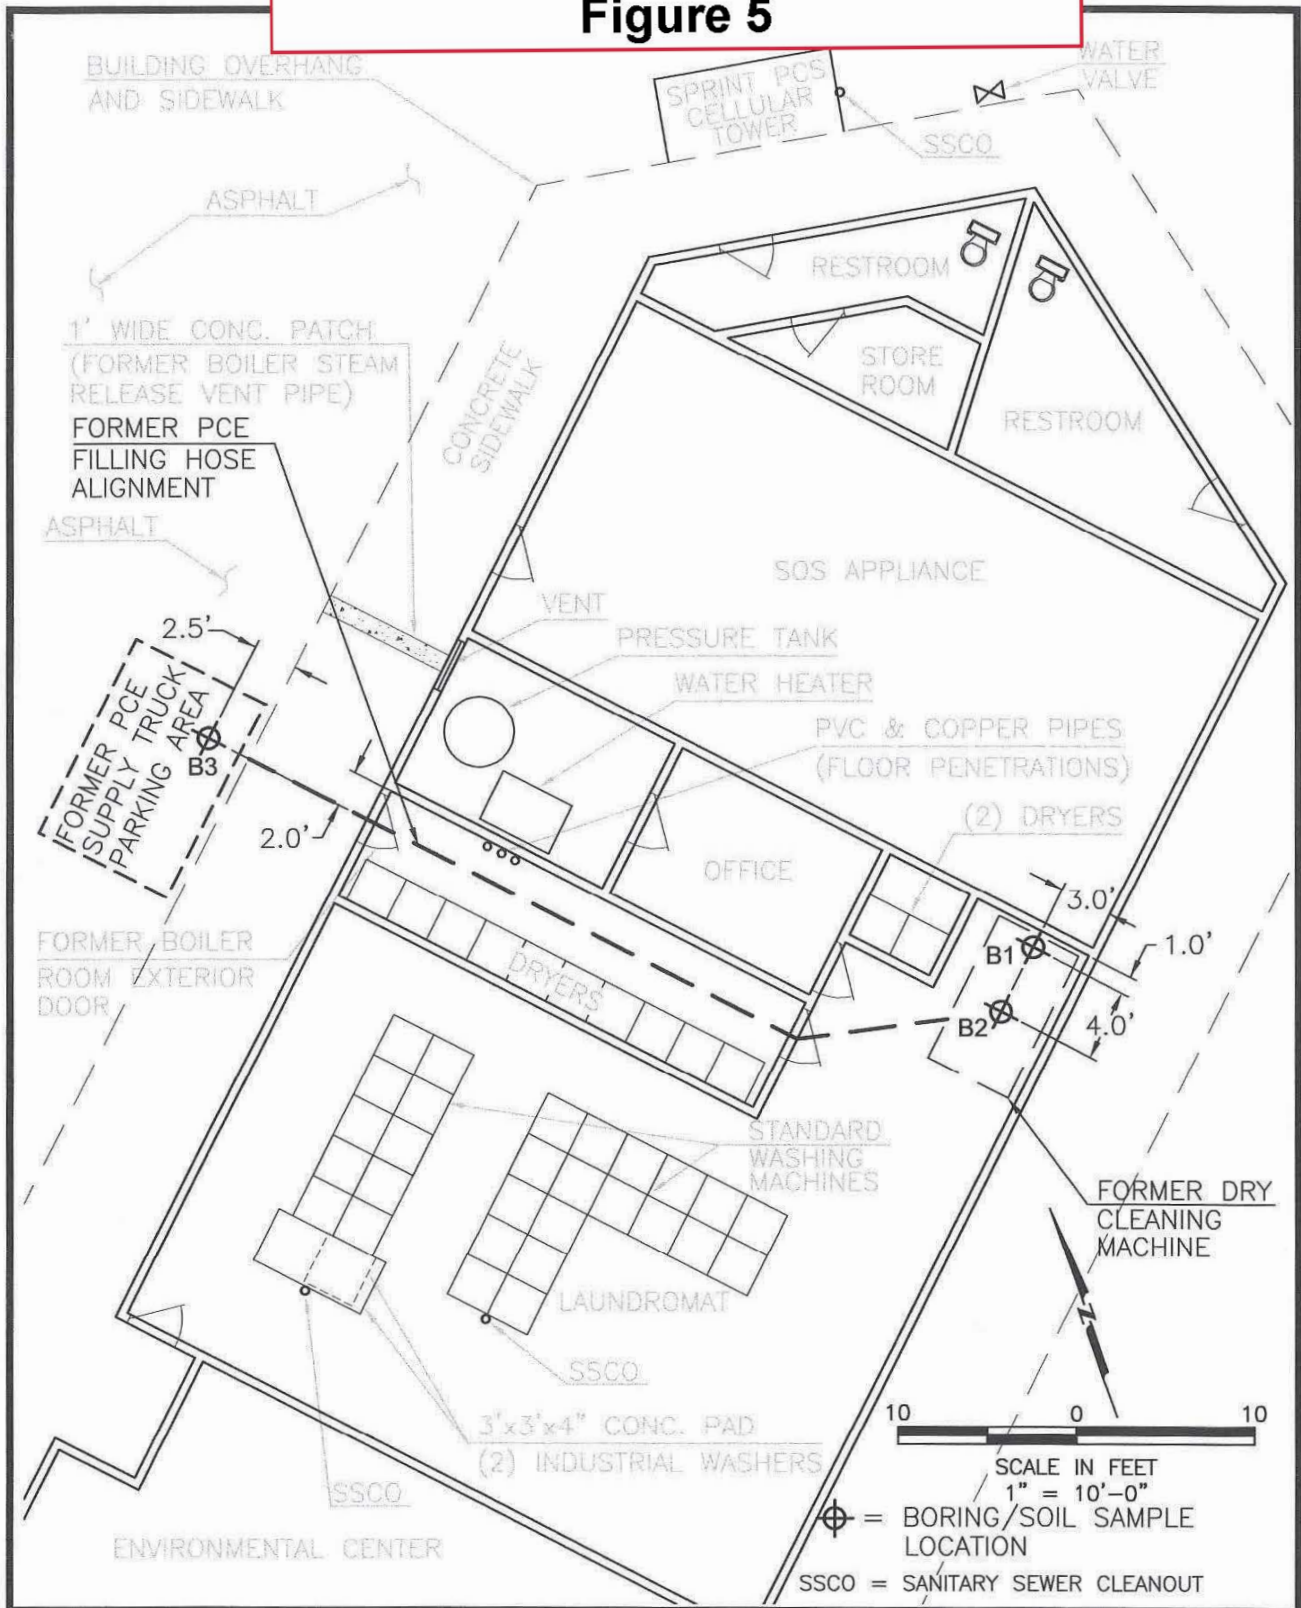 Figure 5
BUILDING OVERHANG
AND SIDEWALK
SPRINT PCS
CELLULAR
TOWER
WATER
VALVE
SSCO
ASPHALT
RESTROOM
1' WIDE CONC. PATCH
(FORMER BOILER STEAM
RELEASE VENT PIPE)
CONCRETE
SIDEWALK
STORE
ROOM
RESTROOM
FORMER PCE
FILLING HOSE
ALIGNMENT
ASPHALT
SOS APPLIANCE
VENT
2.5'
PRESSURE TANK
WATER HEATER
FORMER PCE
SUPPLY TRUCK
PARKING AREA
B3
PVC & COPPER PIPES
(FLOOR PENETRATIONS)
2.0'
(2) DRYERS
OFFICE
3.0'
FORMER BOILER
ROOM EXTERIOR
DOOR
DRYERS
B1
1.0'
B2
4.0'
STANDARD
WASHING
MACHINES
FORMER DRY
CLEANING
MACHINE
LAUNDROMAT
N
SSCO
3'x3'x4" CONC. PAD
(2) INDUSTRIAL WASHERS
SSCO
10 0 10
SCALE IN FEET
1" = 10'-0"
= BORING/SOIL SAMPLE
LOCATION
ENVIRONMENTAL CENTER
SSCO = SANITARY SEWER CLEANOUT